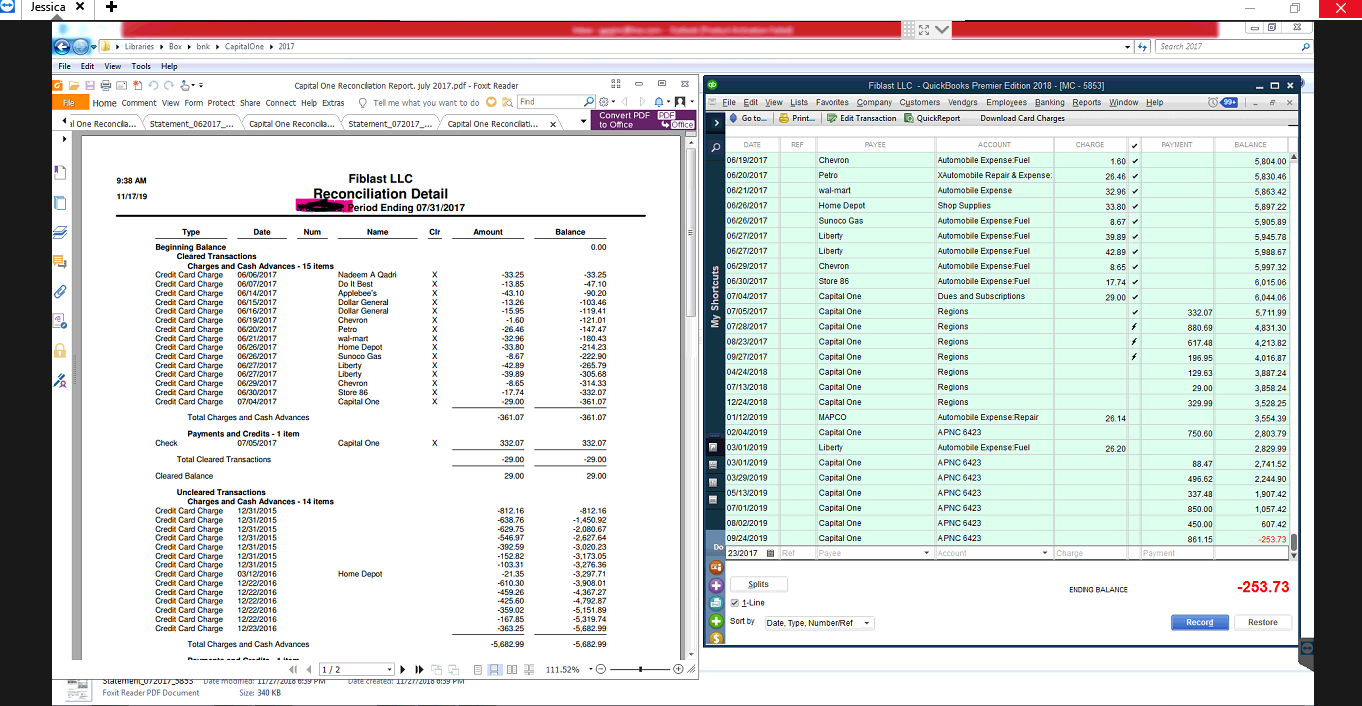 Jessica
Libraries ▸ Box ▸ bnk ▸ CapitalOne ▸ 2017
Search 2017
File Edit View Tools Help
Capital One Reconciliation Report. july 2017.pdf - Foxit Reader
File Home Comment View Form Protect Share Connect Help Extras Tell me what you want to do Find
al One Reconcilia... Statement_062017_... Capital One Reconcilia... Statement_072017_... Capital One Reconciliati...
Convert PDF to Office
PDF
Office
9:38 AM
11/17/19
Fiblast LLC
Reconciliation Detail
Period Ending 07/31/2017
Type Date Num Name Clr Amount Balance
Beginning Balance 0.00
Cleared Transactions
Charges and Cash Advances - 15 items
Credit Card Charge 06/06/2017 Nadeem A Qadri X -33.25 -33.25
Credit Card Charge 06/07/2017 Do It Best X -13.85 -47.10
Credit Card Charge 06/14/2017 Applebee's X -43.10 -90.20
Credit Card Charge 06/15/2017 Dollar General X -13.26 -103.46
Credit Card Charge 06/16/2017 Dollar General X -15.95 -119.41
Credit Card Charge 06/19/2017 Chevron X -1.60 -121.01
Credit Card Charge 06/20/2017 Petro X -26.46 -147.47
Credit Card Charge 06/21/2017 wal-mart X -32.96 -180.43
Credit Card Charge 06/26/2017 Home Depot X -33.80 -214.23
Credit Card Charge 06/26/2017 Sunoco Gas X -8.67 -222.90
Credit Card Charge 06/27/2017 Liberty X -42.89 -265.79
Credit Card Charge 06/27/2017 Liberty X -39.89 -305.68
Credit Card Charge 06/29/2017 Chevron X -8.65 -314.33
Credit Card Charge 06/30/2017 Store 86 X -17.74 -332.07
Credit Card Charge 07/04/2017 Capital One X -29.00 -361.07
Total Charges and Cash Advances -361.07 -361.07
Payments and Credits - 1 item
Check 07/05/2017 Capital One X 332.07 332.07
Total Cleared Transactions -29.00 -29.00
Cleared Balance 29.00 29.00
Uncleared Transactions
Charges and Cash Advances - 14 items
Credit Card Charge 12/31/2015 -812.16 -812.16
Credit Card Charge 12/31/2015 -638.76 -1,450.92
Credit Card Charge 12/31/2015 -629.75 -2,080.67
Credit Card Charge 12/31/2015 -546.97 -2,627.64
Credit Card Charge 12/31/2015 -392.59 -3,020.23
Credit Card Charge 12/31/2015 -152.82 -3,173.05
Credit Card Charge 12/31/2015 -103.31 -3,276.36
Credit Card Charge 03/12/2016 Home Depot -21.35 -3,297.71
Credit Card Charge 12/22/2016 -610.30 -3,908.01
Credit Card Charge 12/22/2016 -459.26 -4,367.27
Credit Card Charge 12/22/2016 -425.60 -4,792.87
Credit Card Charge 12/22/2016 -359.02 -5,151.89
Credit Card Charge 12/22/2016 -167.85 -5,319.74
Credit Card Charge 12/23/2016 -363.25 -5,682.99
Total Charges and Cash Advances -5,682.99 -5,682.99
1 / 2 111.52%
Statement_072017_5853 Date modified: 11/27/2018 6:39 PM Date created: 11/27/2018 6:39 PM
Foxit Reader PDF Document Size: 340 KB
Fiblast LLC - QuickBooks Premier Edition 2018 - [MC - 5853]
File Edit View Lists Favorites Company Customers Vendors Employees Banking Reports Window Help 99+
Go to... Print... Edit Transaction QuickReport Download Card Charges
My Shortcuts
Do
DATE REF PAYEE ACCOUNT CHARGE ✓ PAYMENT BALANCE
06/19/2017 Chevron Automobile Expense:Fuel 1.60 ✓ 5,804.00
06/20/2017 Petro XAutomobile Repair & Expense: 26.46 ✓ 5,830.46
06/21/2017 wal-mart Automobile Expense 32.96 ✓ 5,863.42
06/26/2017 Home Depot Shop Supplies 33.80 ✓ 5,897.22
06/26/2017 Sunoco Gas Automobile Expense:Fuel 8.67 ✓ 5,905.89
06/27/2017 Liberty Automobile Expense:Fuel 39.89 ✓ 5,945.78
06/27/2017 Liberty Automobile Expense:Fuel 42.89 ✓ 5,988.67
06/29/2017 Chevron Automobile Expense:Fuel 8.65 ✓ 5,997.32
06/30/2017 Store 86 Automobile Expense:Fuel 17.74 ✓ 6,015.06
07/04/2017 Capital One Dues and Subscriptions 29.00 ✓ 6,044.06
07/05/2017 Capital One Regions ✓ 332.07 5,711.99
07/28/2017 Capital One Regions 880.69 4,831.30
08/23/2017 Capital One Regions 617.48 4,213.82
09/27/2017 Capital One Regions 196.95 4,016.87
04/24/2018 Capital One Regions 129.63 3,887.24
07/13/2018 Capital One Regions 29.00 3,858.24
12/24/2018 Capital One Regions 329.99 3,528.25
01/12/2019 MAPCO Automobile Expense:Repair 26.14 3,554.39
02/04/2019 Capital One APNC 6423 750.60 2,803.79
03/01/2019 Liberty Automobile Expense:Fuel 26.20 2,829.99
03/01/2019 Capital One APNC 6423 88.47 2,741.52
03/29/2019 Capital One APNC 6423 496.62 2,244.90
05/13/2019 Capital One APNC 6423 337.48 1,907.42
07/01/2019 Capital One APNC 6423 850.00 1,057.42
08/02/2019 Capital One APNC 6423 450.00 607.42
09/24/2019 Capital One APNC 6423 861.15 -253.73
23/2017 Ref Payee Account Charge Payment
Splits
ENDING BALANCE -253.73
1-Line
Sort by Date, Type, Number/Ref
Record Restore